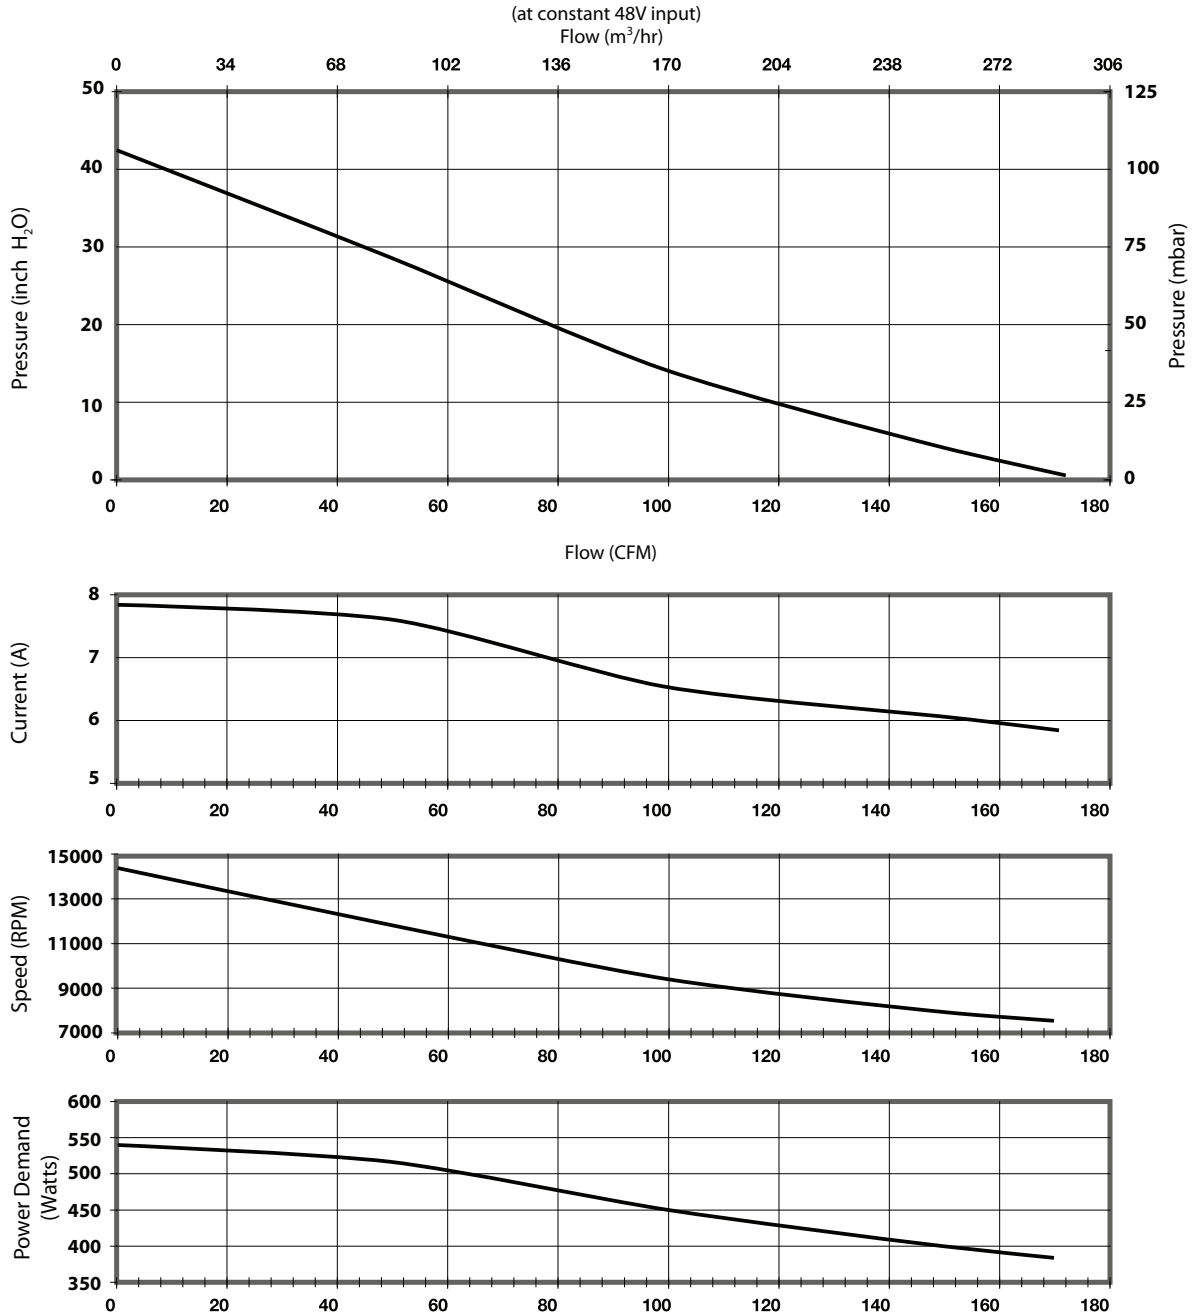 (at constant 48V input)
Flow (m³/hr)
0 34 68 102 136 170 204 238 272 306
50 125
40 100
30 75
20 50
10 25
0 0
Pressure (inch H₂O)
Pressure (mbar)
0 20 40 60 80 100 120 140 160 180
Flow (CFM)
8
7
6
5
Current (A)
0 20 40 60 80 100 120 140 160 180
15000
13000
11000
9000
7000
Speed (RPM)
0 20 40 60 80 100 120 140 160 180
600
550
500
450
400
350
Power Demand
(Watts)
0 20 40 60 80 100 120 140 160 180